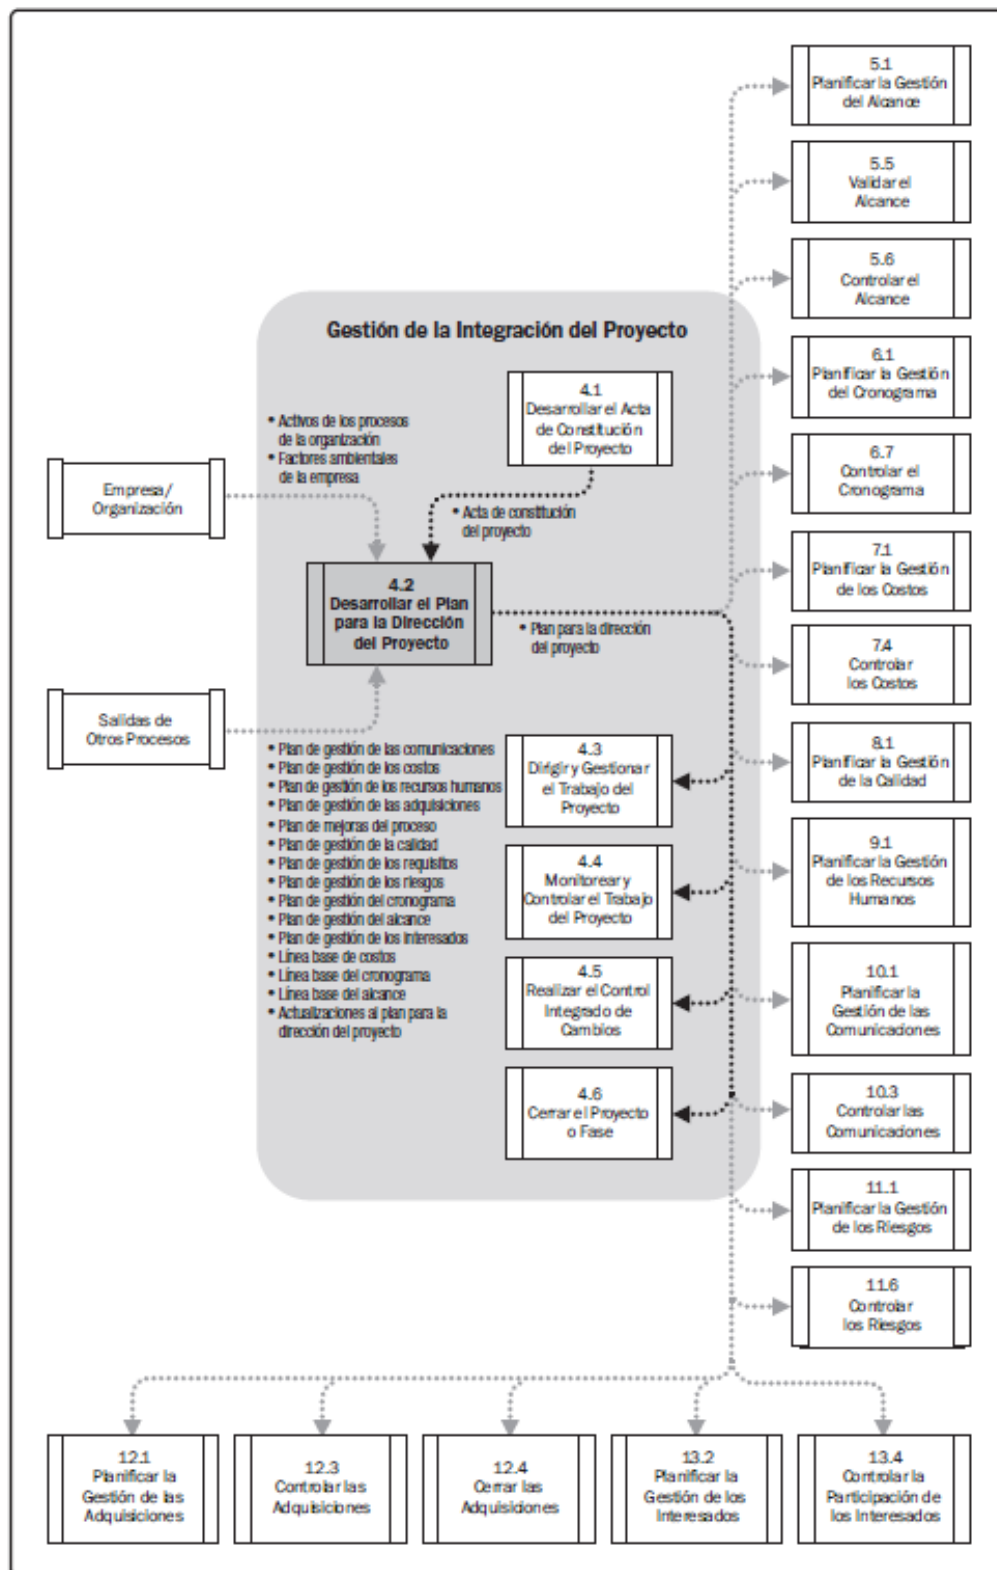 5.1
Planificar la Gestión
del Alcance
5.5
Validar el
Alcance
5.6
Controlar el
Alcance
Gestión de la Integración del Proyecto
6.1
Planificar la Gestión
del Cronograma
4.1
Desarrollar el Acta
de Constitución
del Proyecto
• Activos de los procesos
de la organización
• Factores ambientales
de la empresa
6.7
Controlar el
Cronograma
Empresa/
Organización
• Acta de constitución
del proyecto
7.1
Planificar la Gestión
de los Costos
4.2
Desarrollar el Plan
para la Dirección
del Proyecto
• Plan para la dirección
del proyecto
7.4
Controlar
los Costos
Salidas de
Otros Procesos
8.1
Planificar la Gestión
de la Calidad
• Plan de gestión de las comunicaciones
• Plan de gestión de los costos
• Plan de gestión de los recursos humanos
• Plan de gestión de las adquisiciones
• Plan de mejoras del proceso
• Plan de gestión de la calidad
• Plan de gestión de los requisitos
• Plan de gestión de los riesgos
• Plan de gestión del cronograma
• Plan de gestión del alcance
• Plan de gestión de los interesados
• Línea base de costos
• Línea base del cronograma
• Línea base del alcance
• Actualizaciones al plan para la
dirección del proyecto
4.3
Dirigir y Gestionar
el Trabajo del
Proyecto
9.1
Planificar la Gestión
de los Recursos
Humanos
4.4
Monitorear y
Controlar el Trabajo
del Proyecto
10.1
Planificar la
Gestión de las
Comunicaciones
4.5
Realizar el Control
Integrado de
Cambios
10.3
Controlar las
Comunicaciones
4.6
Cerrar el Proyecto
o Fase
11.1
Planificar la Gestión
de los Riesgos
11.6
Controlar
los Riesgos
12.1
Planificar la
Gestión de las
Adquisiciones
12.3
Controlar las
Adquisiciones
12.4
Cerrar las
Adquisiciones
13.2
Planificar la
Gestión de los
Interesados
13.4
Controlar la
Participación de
los Interesados